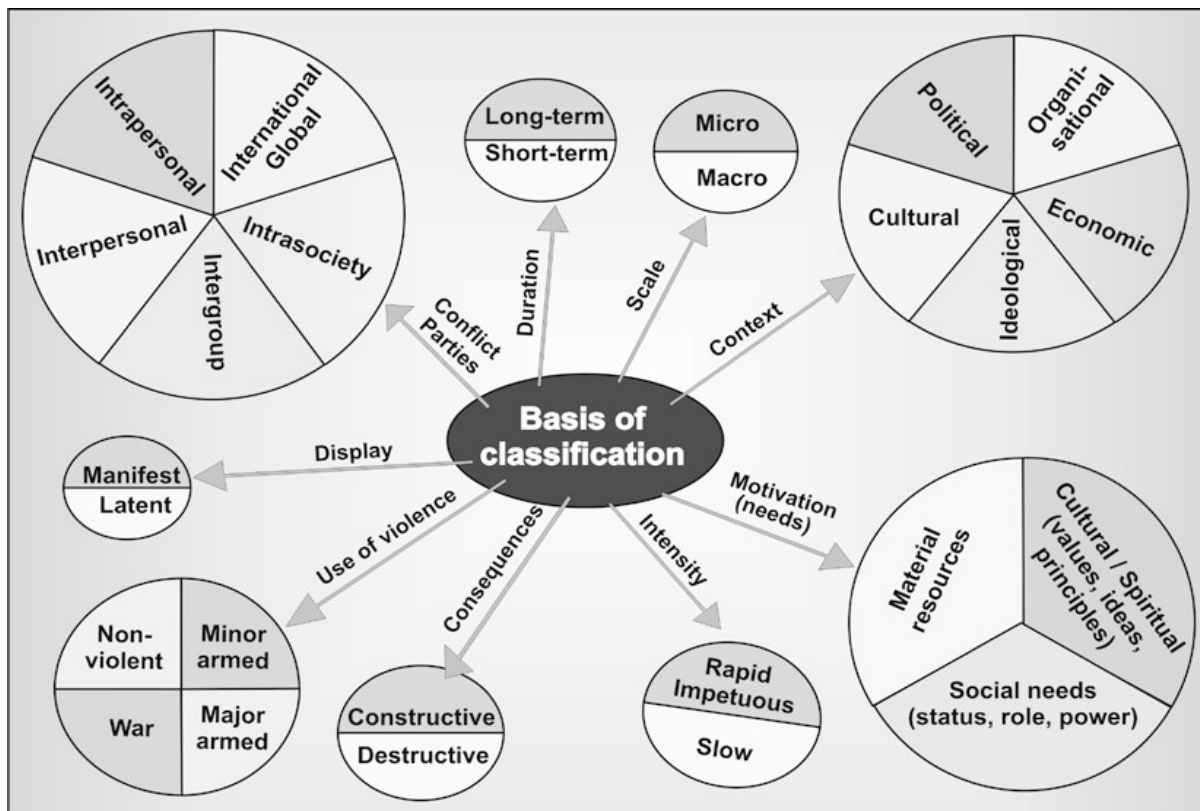 Intrapersonal
International
Global
Interpersonal
Intrasociety
Intergroup
Long-term
Short-term
Micro
Macro
Political
Organi-
sational
Cultural
Economic
Ideological
Conflict
Parties
Duration
Scale
Context
Basis of
classification
Display
Manifest
Latent
Use of violence
Consequences
Intensity
Motivation
(needs)
Non-
violent
Minor
armed
War
Major
armed
Constructive
Destructive
Rapid
Impetuous
Slow
Material
resources
Cultural / Spiritual
(values, ideas,
principles)
Social needs
(status, role, power)